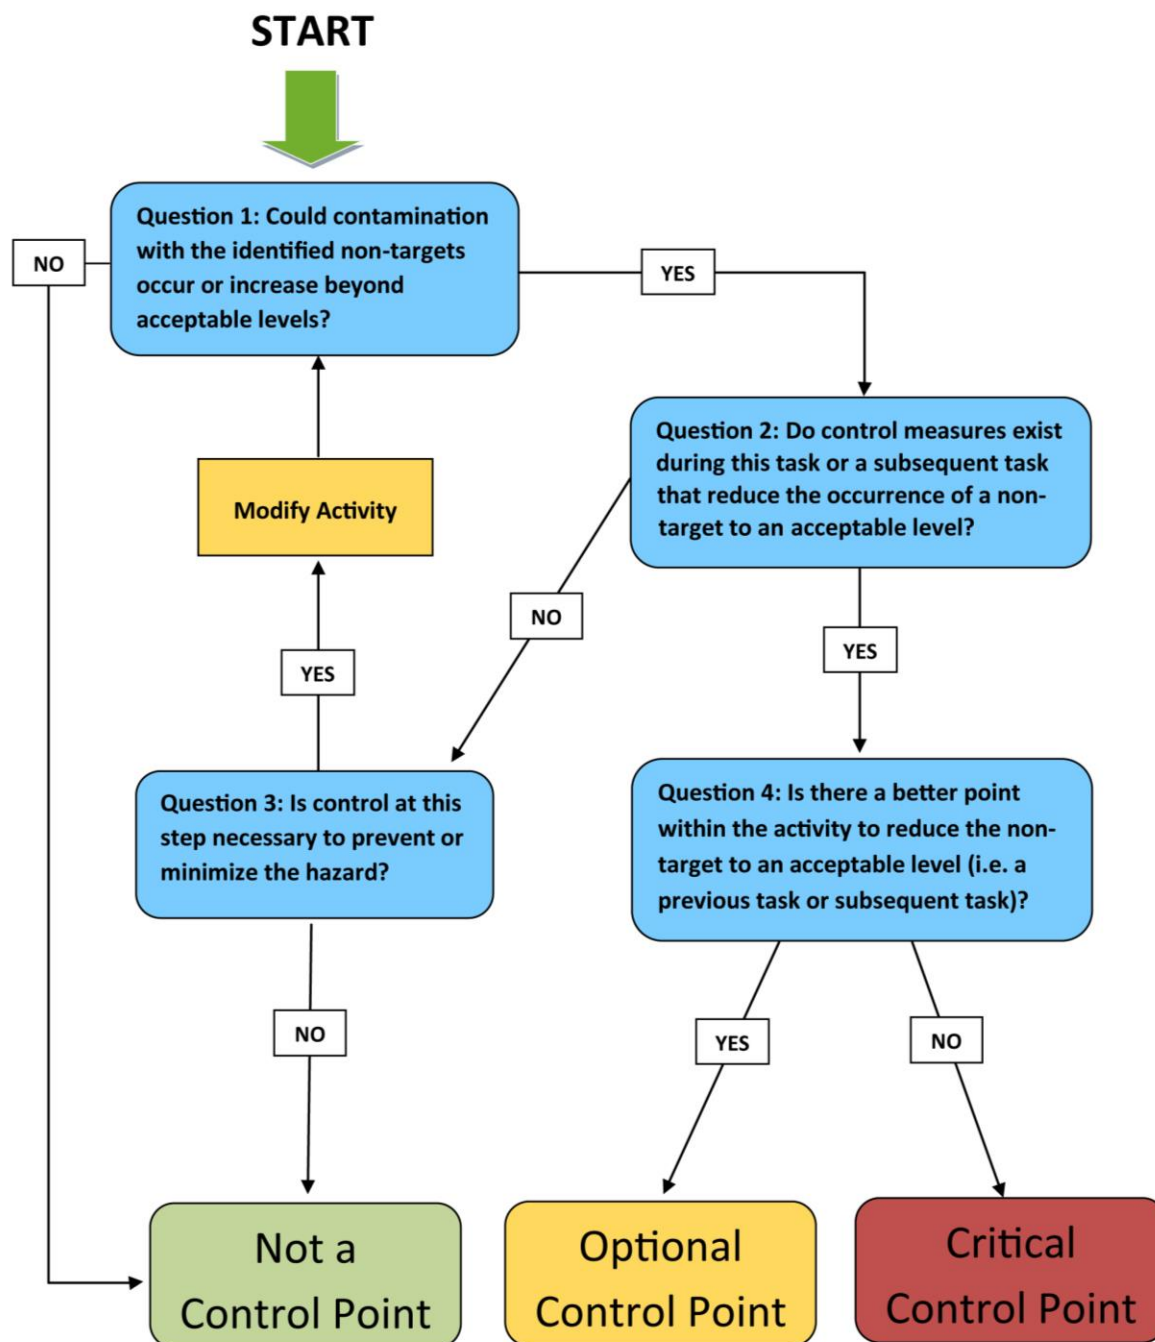 START
Question 1: Could contamination
with the identified non-targets
occur or increase beyond
acceptable levels?
NO
YES
Question 2: Do control measures exist
during this task or a subsequent task
that reduce the occurrence of a non-
target to an acceptable level?
Modify Activity
NO
YES
YES
Question 3: Is control at this
step necessary to prevent or
minimize the hazard?
Question 4: Is there a better point
within the activity to reduce the non-
target to an acceptable level (i.e. a
previous task or subsequent task)?
NO
YES
NO
Not a
Control Point
Optional
Control Point
Critical
Control Point